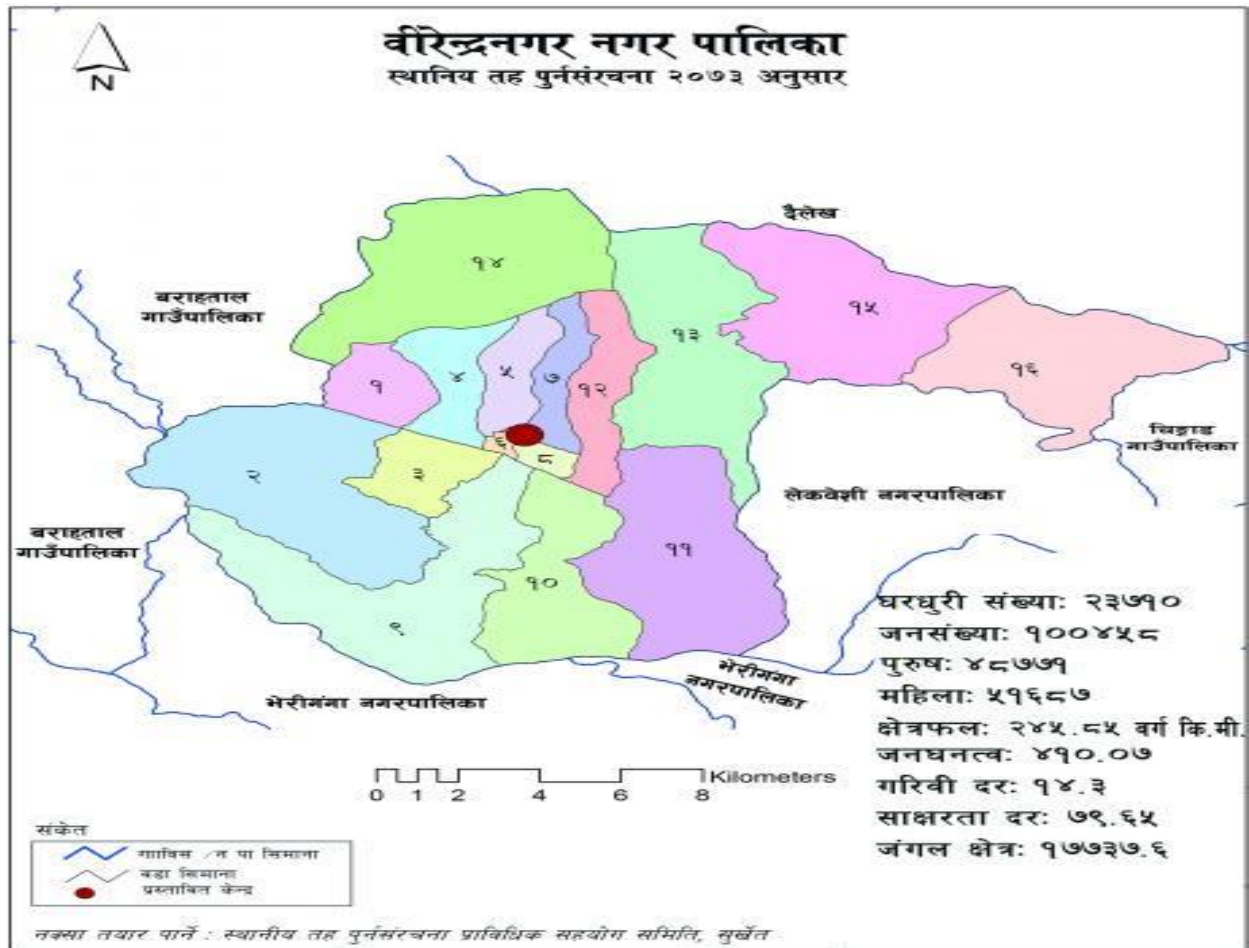 वीरेन्द्रनगर नगर पालिका
स्थानिय तह पुर्नसंरचना २०७३ अनुसार
N
दैलेख
१४
बराहताल
गाउँपालिका
१५
१३
१६
५
७
४
१
१२
चिङ्गाड
गाउँपालिका
६
८
३
२
लेकवेशी नगरपालिका
बराहताल
गाउँपालिका
११
१०
९
घरधुरी संख्याः २३७१०
जनसंख्याः १००४५८
पुरुषः ४८७७१
महिलाः ५१६८७
क्षेत्रफलः २४५.८५ वर्ग कि.मी.
जनघनत्वः ४१०.०७
गरिवी दरः १४.३
साक्षरता दरः ७९.६५
जंगल क्षेत्रः १७७३७.६
भेरीगंगा नगरपालिका
भेरीगंगा
नगरपालिका
Kilometers
0 1 2 4 6 8
संकेत
गाविस /न पा सिमाना
वडा सिमाना
प्रस्तावित केन्द्र
नक्सा तयार पार्ने : स्थानीय तह पुर्नसंरचना प्राविधिक सहयोग समिति, सुर्खेत